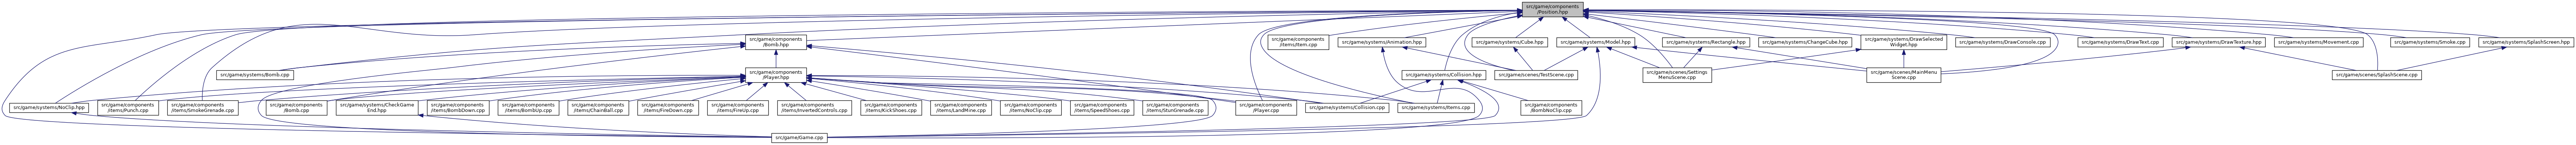 src/game/components
/Position.hpp
src/game/components
/Bomb.hpp
src/game/components
/items/Item.cpp
src/game/systems/Animation.hpp
src/game/systems/Cube.hpp
src/game/systems/Model.hpp
src/game/systems/Rectangle.hpp
src/game/systems/ChangeCube.hpp
src/game/systems/DrawSelected
Widget.hpp
src/game/systems/DrawConsole.cpp
src/game/systems/DrawText.cpp
src/game/systems/DrawTexture.hpp
src/game/systems/Movement.cpp
src/game/systems/Smoke.cpp
src/game/systems/SplashScreen.hpp
src/game/systems/Bomb.cpp
src/game/components
/Player.hpp
src/game/systems/Collision.hpp
src/game/scenes/TestScene.cpp
src/game/scenes/Settings
MenuScene.cpp
src/game/scenes/MainMenu
Scene.cpp
src/game/scenes/SplashScene.cpp
src/game/systems/NoClip.hpp
src/game/components
/items/Punch.cpp
src/game/components
/items/SmokeGrenade.cpp
src/game/components
/Bomb.cpp
src/game/systems/CheckGame
End.hpp
src/game/components
/items/BombDown.cpp
src/game/components
/items/BombUp.cpp
src/game/components
/items/ChainBall.cpp
src/game/components
/items/FireDown.cpp
src/game/components
/items/FireUp.cpp
src/game/components
/items/InvertedControls.cpp
src/game/components
/items/KickShoes.cpp
src/game/components
/items/LandMine.cpp
src/game/components
/items/NoClip.cpp
src/game/components
/items/SpeedShoes.cpp
src/game/components
/items/StunGrenade.cpp
src/game/components
/Player.cpp
src/game/systems/Collision.cpp
src/game/systems/Items.cpp
src/game/components
/BombNoClip.cpp
src/game/Game.cpp